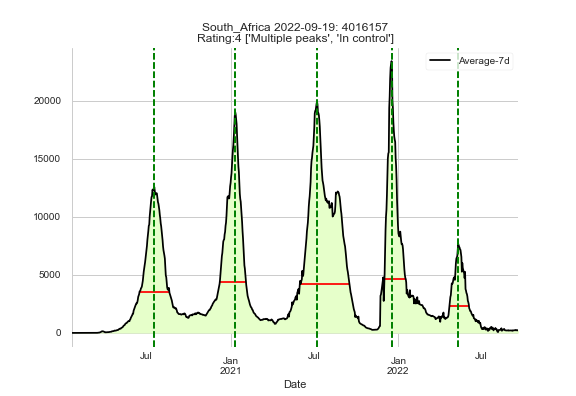 South_Africa 2022-09-19: 4016157
Rating:4 ['Multiple peaks', 'In control']
Average-7d
20000
15000
10000
5000
0
Jul
Jan
2021
Jul
Jan
2022
Jul
Date